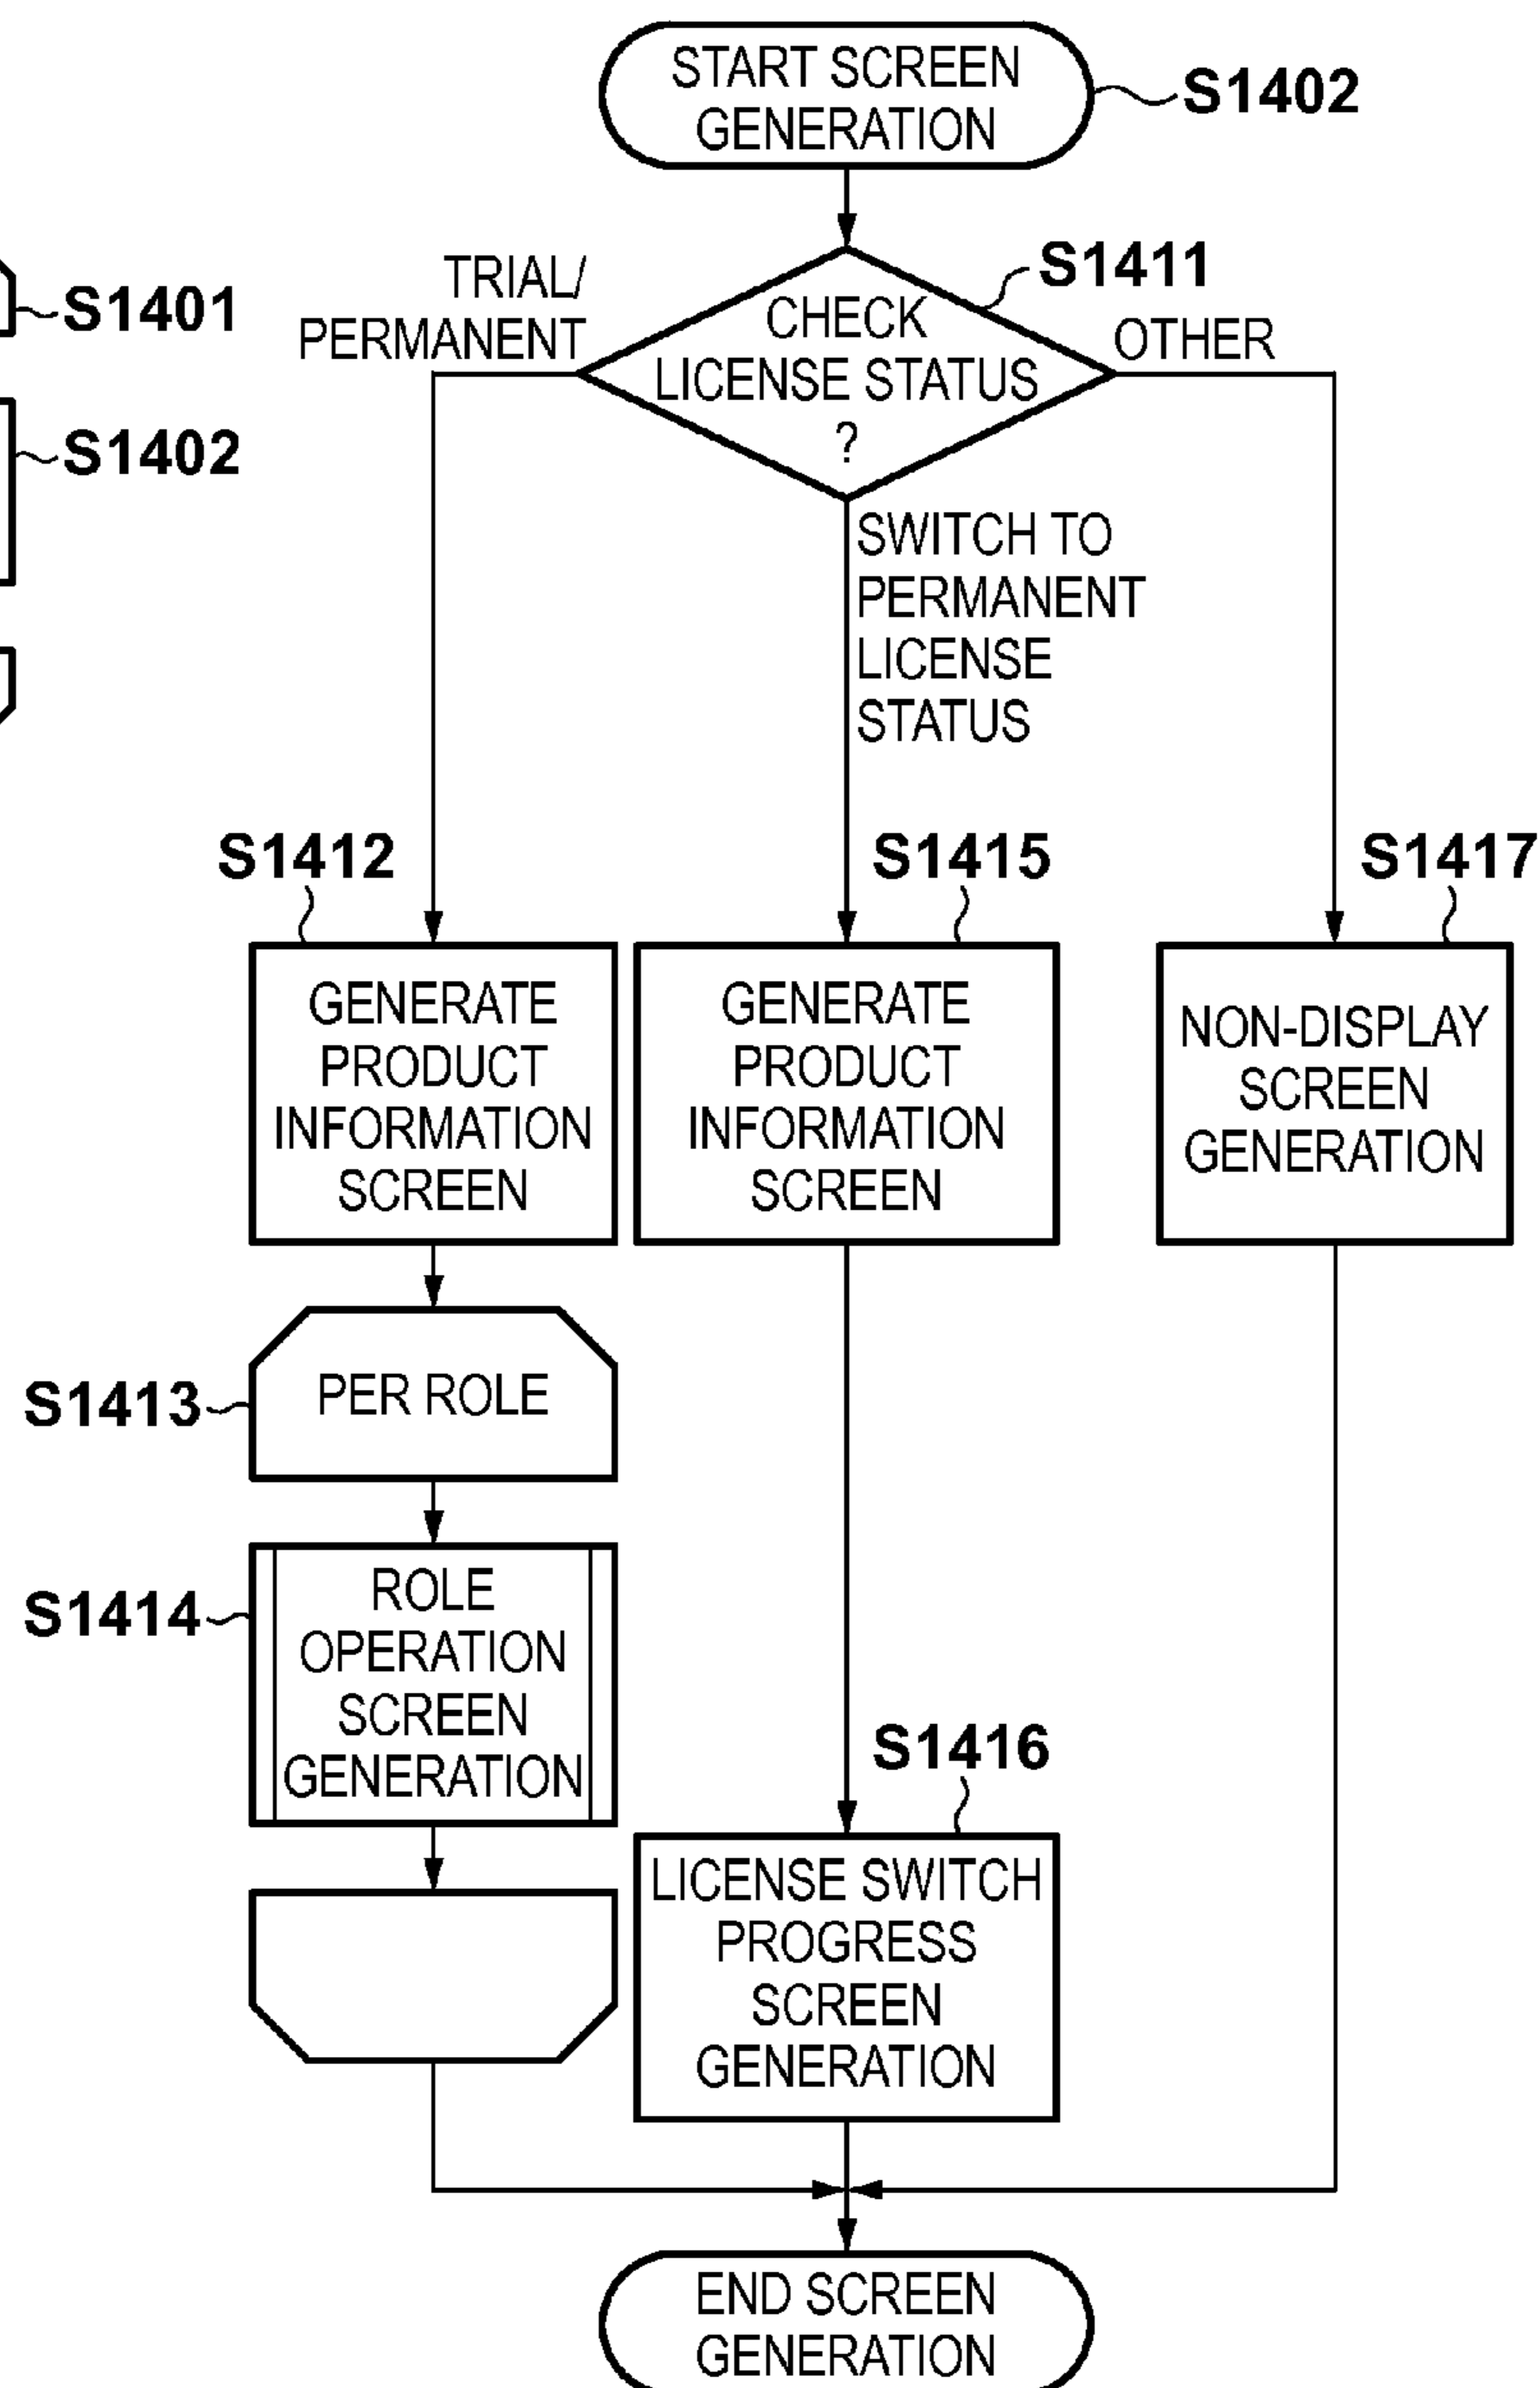 START SCREEN
GENERATION
S1402
S1401
S1402
TRIAL/
PERMANENT
S1411
CHECK
LICENSE STATUS
?
OTHER
SWITCH TO
PERMANENT
LICENSE
STATUS
S1412
GENERATE
PRODUCT
INFORMATION
SCREEN
S1415
GENERATE
PRODUCT
INFORMATION
SCREEN
S1417
NON-DISPLAY
SCREEN
GENERATION
S1413
PER ROLE
S1414
ROLE
OPERATION
SCREEN
GENERATION
S1416
LICENSE SWITCH
PROGRESS
SCREEN
GENERATION
END SCREEN
GENERATION